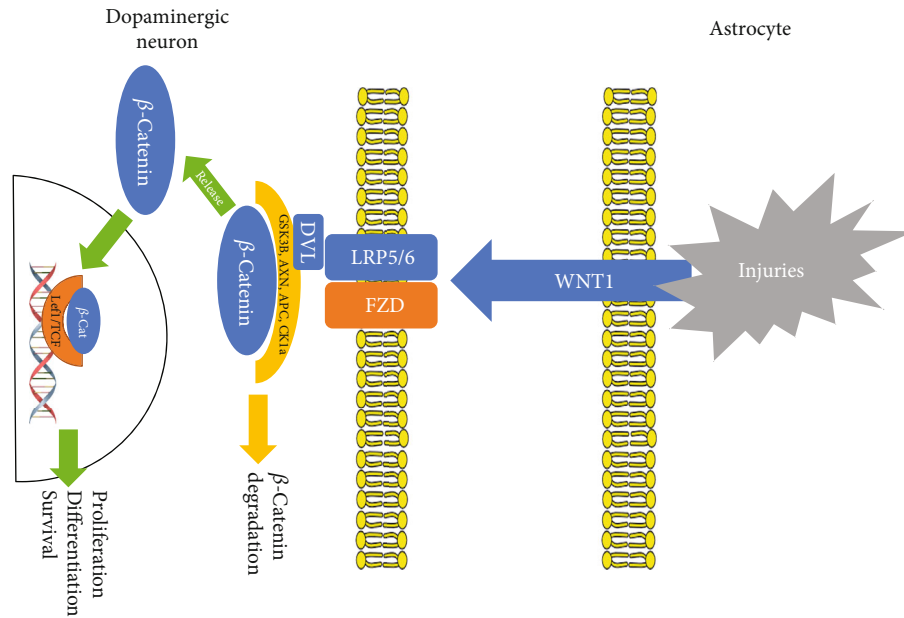 Dopaminergic
neuron
Astrocyte
β-Catenin
Release
β-Catenin
GSK3B, AXN, APC, CK1a
DVL
LRP5/6
FZD
WNT1
Injuries
β-Cat
Lef1/TCF
β-Catenin
degradation
Proliferation
Differentiation
Survival